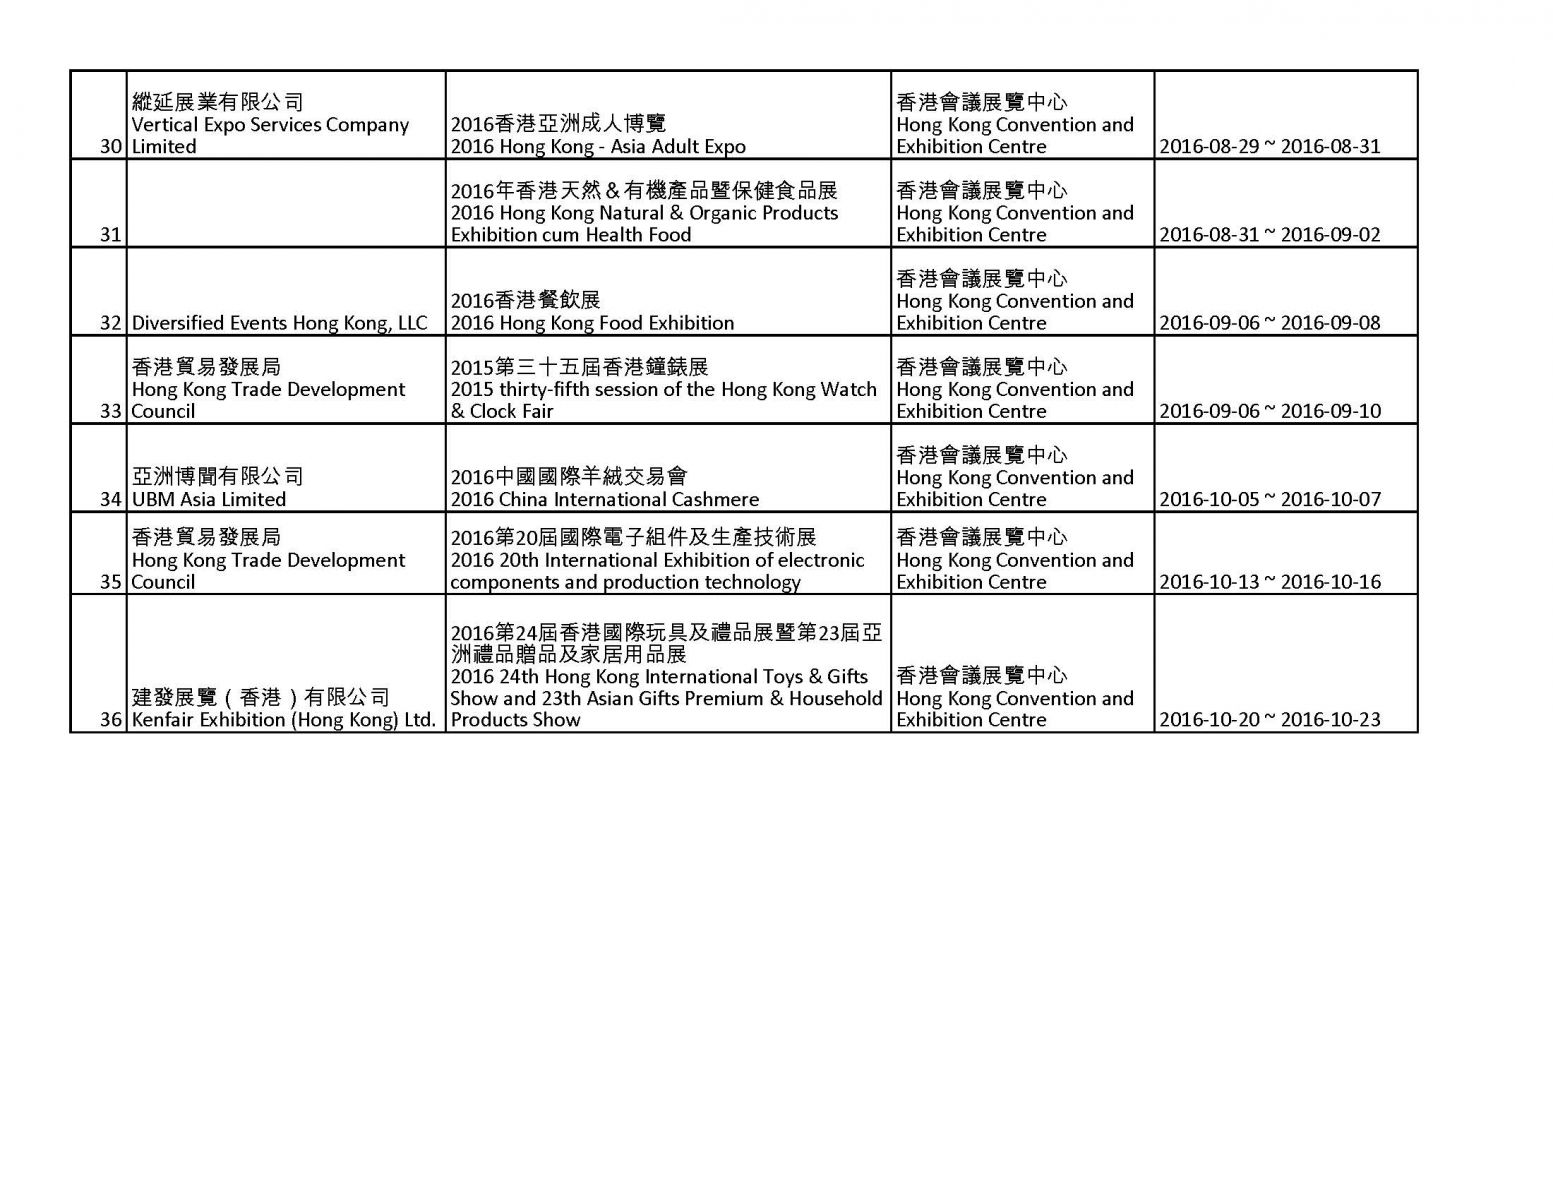 縱延展業有限公司
Vertical Expo Services Company
30 Limited
2016香港亞洲成人博覽
2016 Hong Kong - Asia Adult Expo
香港會議展覽中心
Hong Kong Convention and
Exhibition Centre
2016-08-29 ~ 2016-08-31
31
2016年香港天然＆有機產品暨保健食品展
2016 Hong Kong Natural & Organic Products
Exhibition cum Health Food
香港會議展覽中心
Hong Kong Convention and
Exhibition Centre
2016-08-31 ~ 2016-09-02
32 Diversified Events Hong Kong, LLC
2016香港餐飲展
2016 Hong Kong Food Exhibition
香港會議展覽中心
Hong Kong Convention and
Exhibition Centre
2016-09-06 ~ 2016-09-08
香港貿易發展局
Hong Kong Trade Development
33 Council
2015第三十五屆香港鐘錶展
2015 thirty-fifth session of the Hong Kong Watch
& Clock Fair
香港會議展覽中心
Hong Kong Convention and
Exhibition Centre
2016-09-06 ~ 2016-09-10
亞洲博聞有限公司
34 UBM Asia Limited
2016中國國際羊絨交易會
2016 China International Cashmere
香港會議展覽中心
Hong Kong Convention and
Exhibition Centre
2016-10-05 ~ 2016-10-07
香港貿易發展局
Hong Kong Trade Development
35 Council
2016第20屆國際電子組件及生產技術展
2016 20th International Exhibition of electronic
components and production technology
香港會議展覽中心
Hong Kong Convention and
Exhibition Centre
2016-10-13 ~ 2016-10-16
建發展覽（香港）有限公司
36 Kenfair Exhibition (Hong Kong) Ltd.
2016第24屆香港國際玩具及禮品展暨第23屆亞
洲禮品贈品及家居用品展
2016 24th Hong Kong International Toys & Gifts
Show and 23th Asian Gifts Premium & Household
Products Show
香港會議展覽中心
Hong Kong Convention and
Exhibition Centre
2016-10-20 ~ 2016-10-23